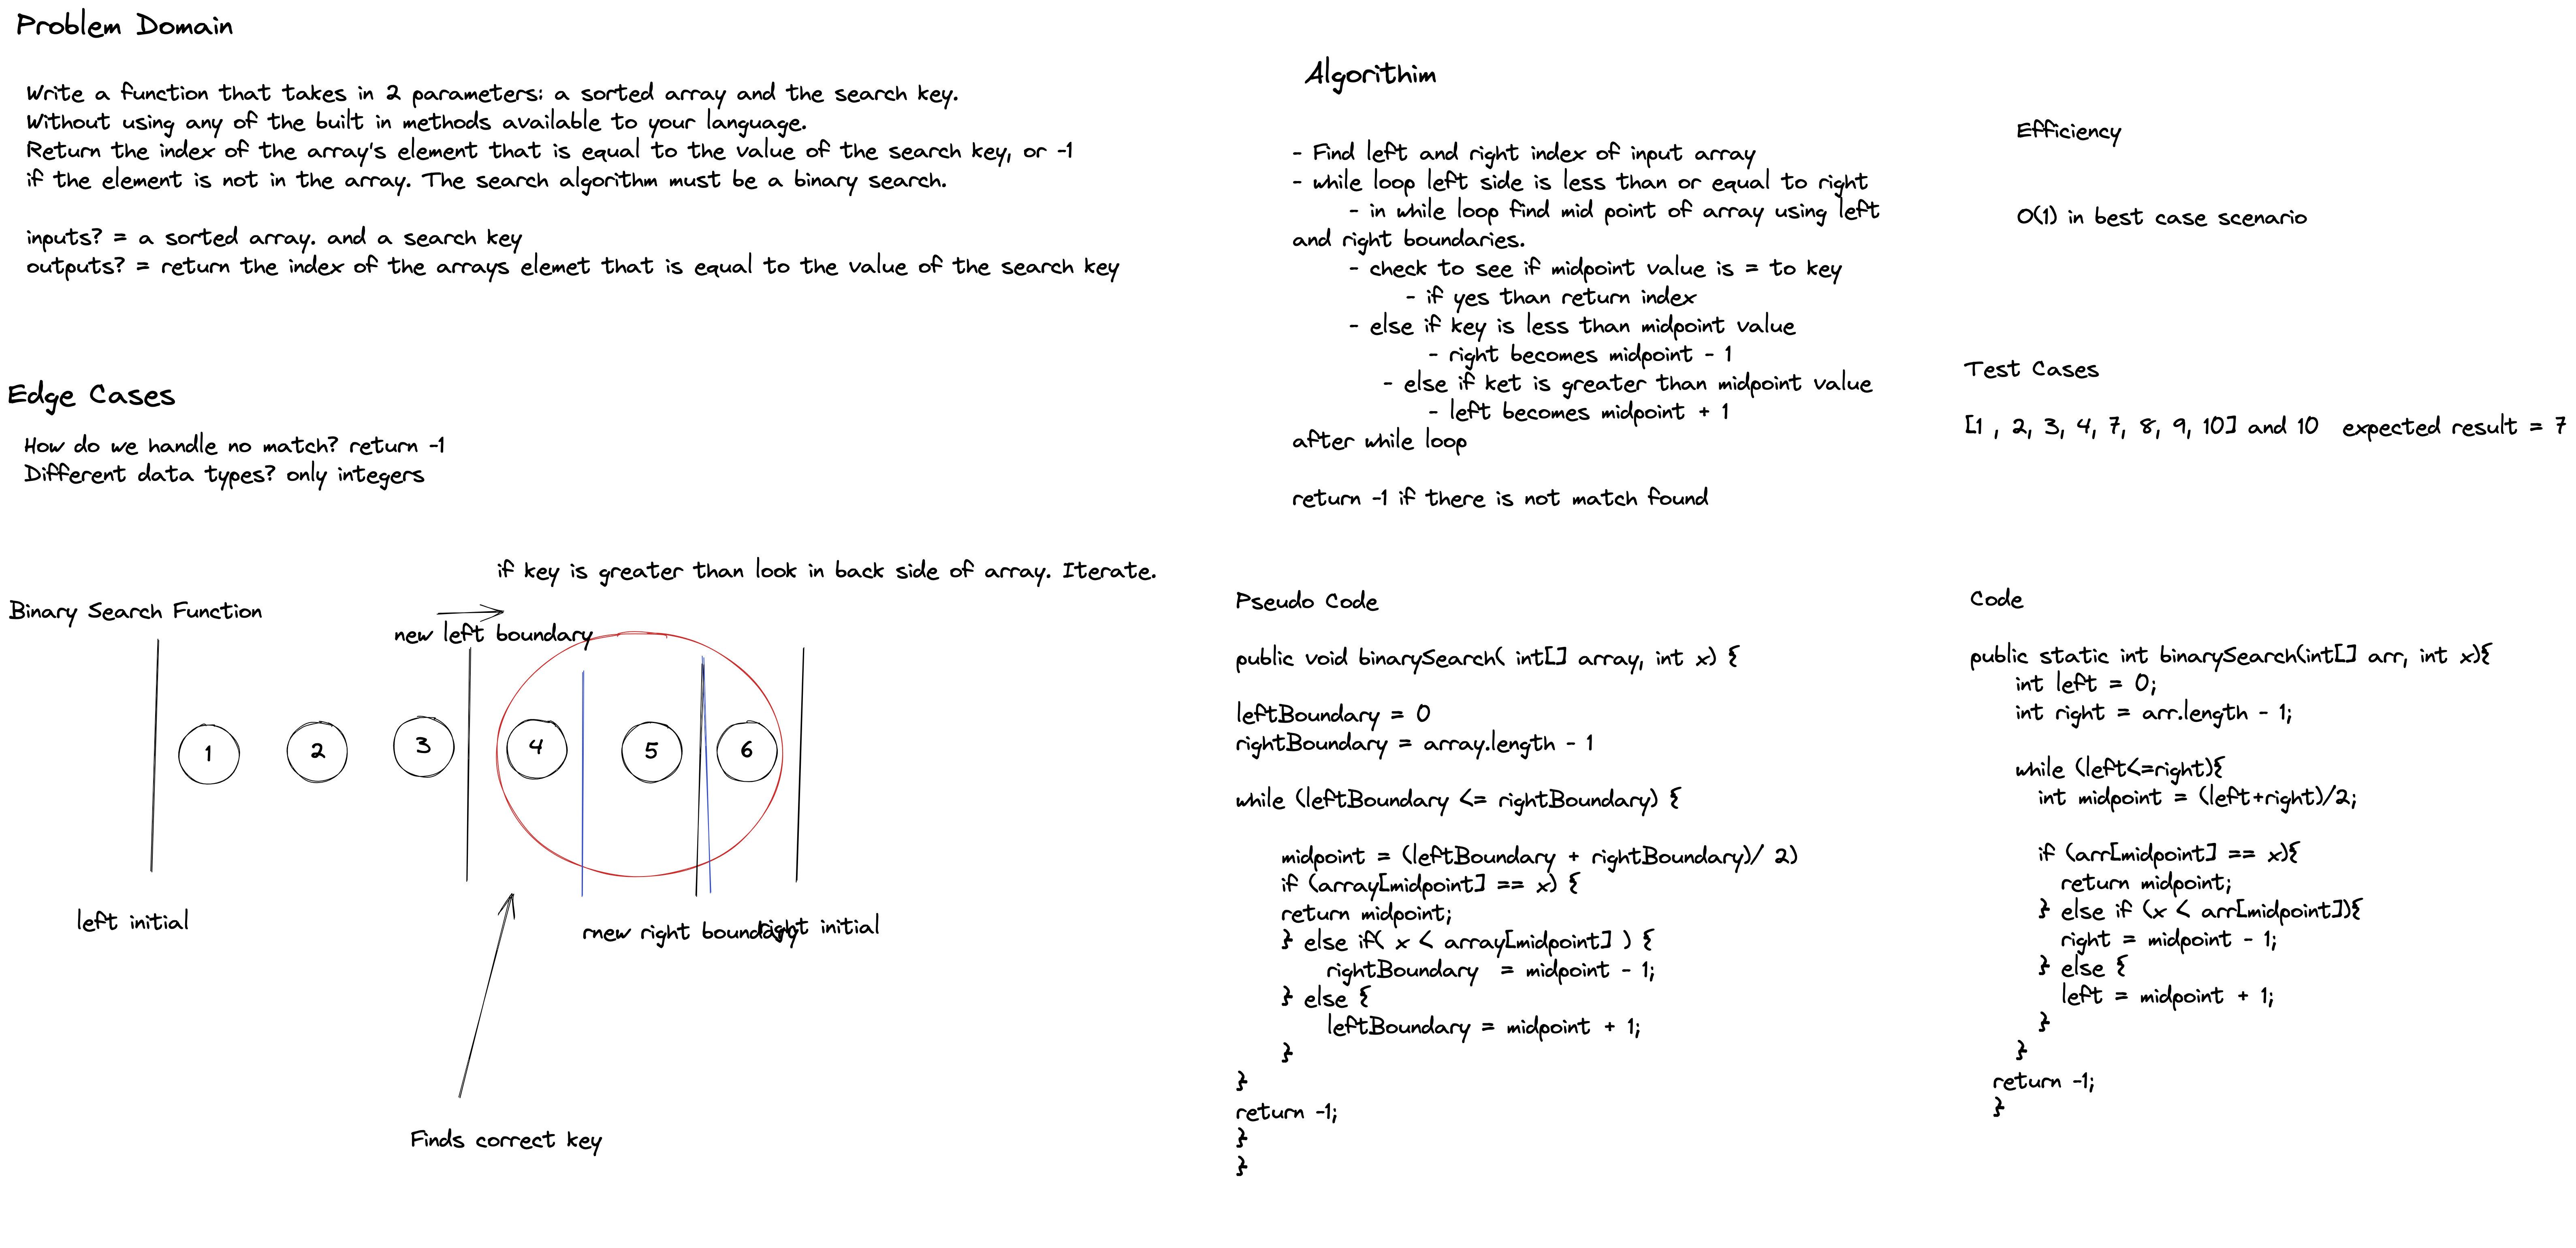 Problem Domain
Write a function that takes in 2 parameters: a sorted array and the search key.
Without using any of the built in methods available to your language.
Return the index of the array's element that is equal to the value of the search key, or -1
if the element is not in the array. The search algorithm must be a binary search.
inputs? = a sorted array. and a search key
outputs? = return the index of the arrays elemet that is equal to the value of the search key
Edge Cases
How do we handle no match? return -1
Different data types? only integers
if key is greater than look in back side of array. Iterate.
Binary Search Function
new left boundary
1 2 3 4 5 6
left initial
rnew right boundary
right initial
Finds correct key
Algorithim
- Find left and right index of input array
- while loop left side is less than or equal to right
- in while loop find mid point of array using left
and right boundaries.
- check to see if midpoint value is = to key
- if yes than return index
- else if key is less than midpoint value
- right becomes midpoint - 1
- else if ket is greater than midpoint value
- left becomes midpoint + 1
after while loop
return -1 if there is not match found
Efficiency
O(1) in best case scenario
Test Cases
[1 , 2, 3, 4, 7, 8, 9, 10] and 10 expected result = 7
Pseudo Code
public void binarySearch( int[] array, int x) {
leftBoundary = 0
rightBoundary = array.length - 1
while (leftBoundary <= rightBoundary) {
midpoint = (leftBoundary + rightBoundary)/ 2)
if (array[midpoint] == x) {
return midpoint;
} else if( x < array[midpoint] ) {
rightBoundary = midpoint - 1;
} else {
leftBoundary = midpoint + 1;
}
}
return -1;
}
}
Code
public static int binarySearch(int[] arr, int x){
int left = 0;
int right = arr.length - 1;
while (left<=right){
int midpoint = (left+right)/2;
if (arr[midpoint] == x){
return midpoint;
} else if (x < arr[midpoint]){
right = midpoint - 1;
} else {
left = midpoint + 1;
}
}
return -1;
}